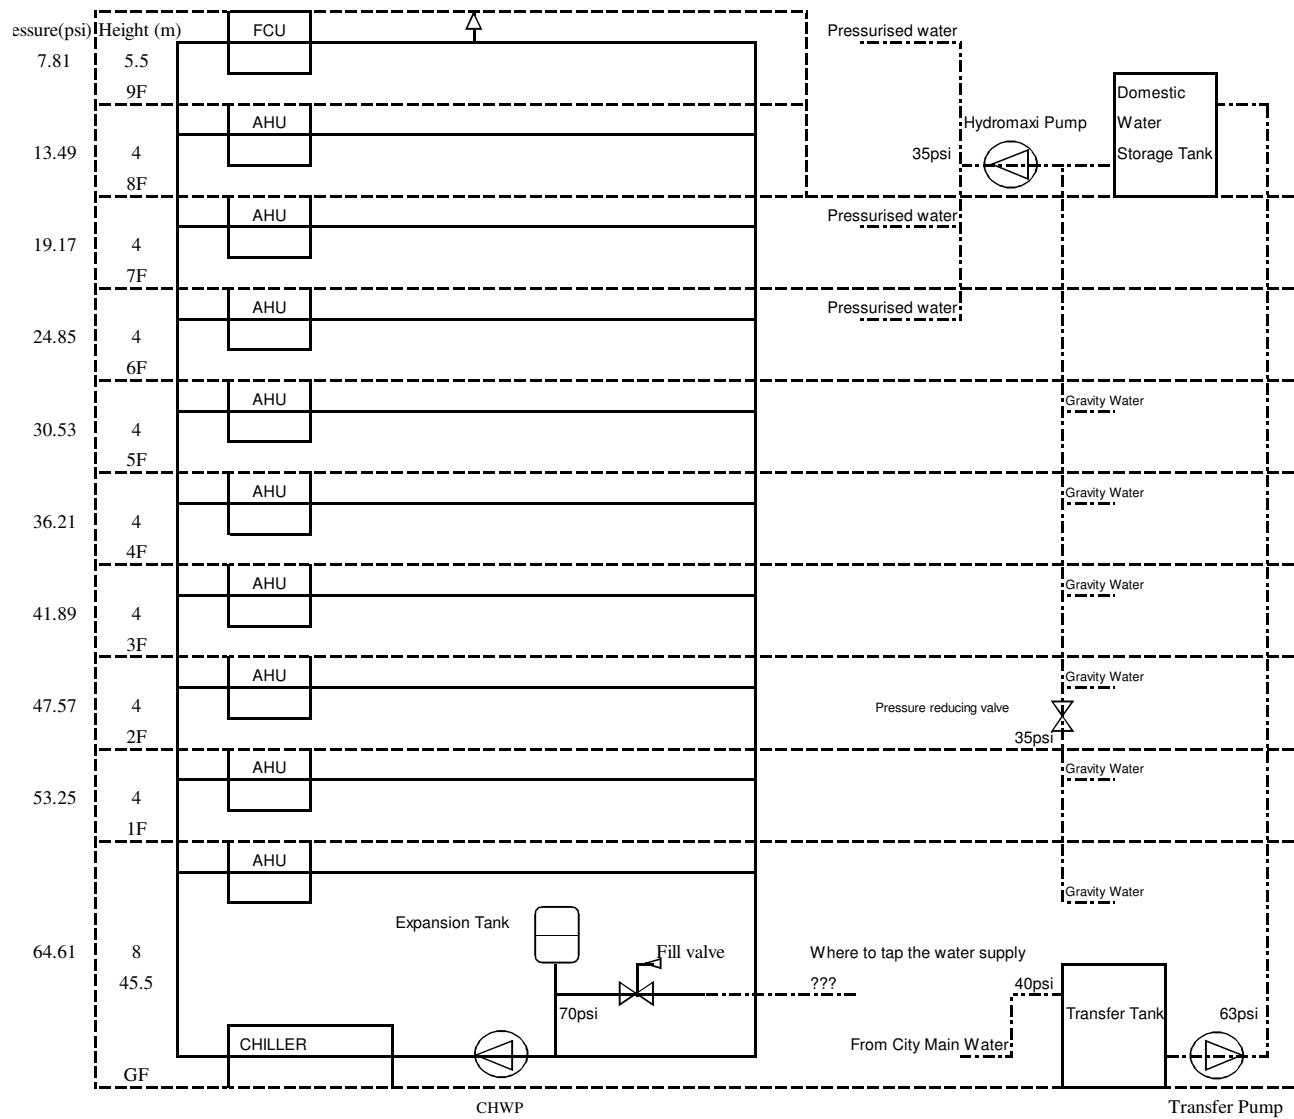 essure(psi) Height (m) FCU Pressurised water
7.81 5.5
9F Domestic
AHU Hydromaxi Pump Water
13.49 4 35psi Storage Tank
8F
AHU Pressurised water
19.17 4
7F
AHU Pressurised water
24.85 4
6F
AHU Gravity Water
30.53 4
5F
AHU Gravity Water
36.21 4
4F
AHU Gravity Water
41.89 4
3F
AHU Gravity Water
47.57 4 Pressure reducing valve
2F 35psi
AHU Gravity Water
53.25 4
1F
AHU Gravity Water
Expansion Tank
64.61 8 Fill valve Where to tap the water supply
45.5 ??? 40psi
70psi Transfer Tank 63psi
CHILLER From City Main Water
GF
CHWP Transfer Pump